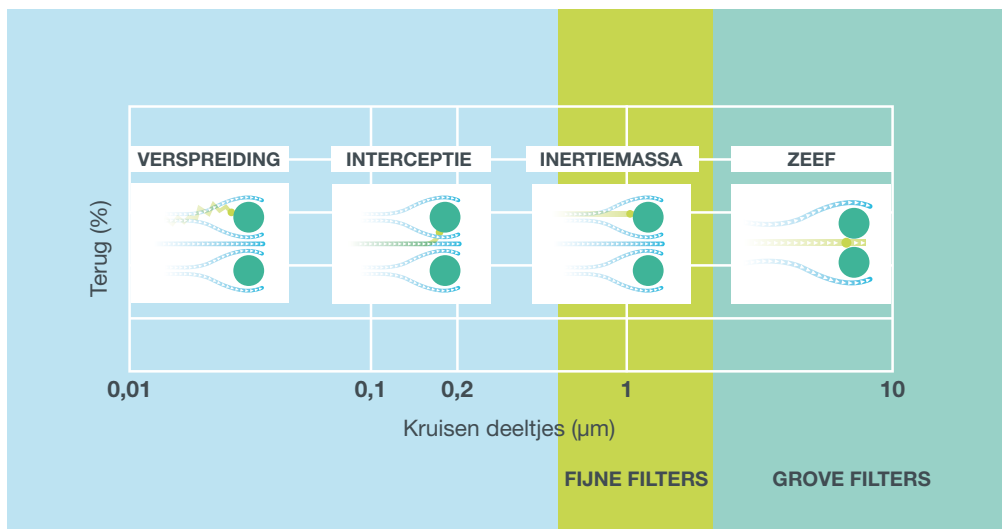 VERSPREIDING
INTERCEPTIE
INERTIEMASSA
ZEEF
Terug (%)
0,01
0,1
0,2
1
10
Kruisen deeltjes (µm)
FIJNE FILTERS
GROVE FILTERS